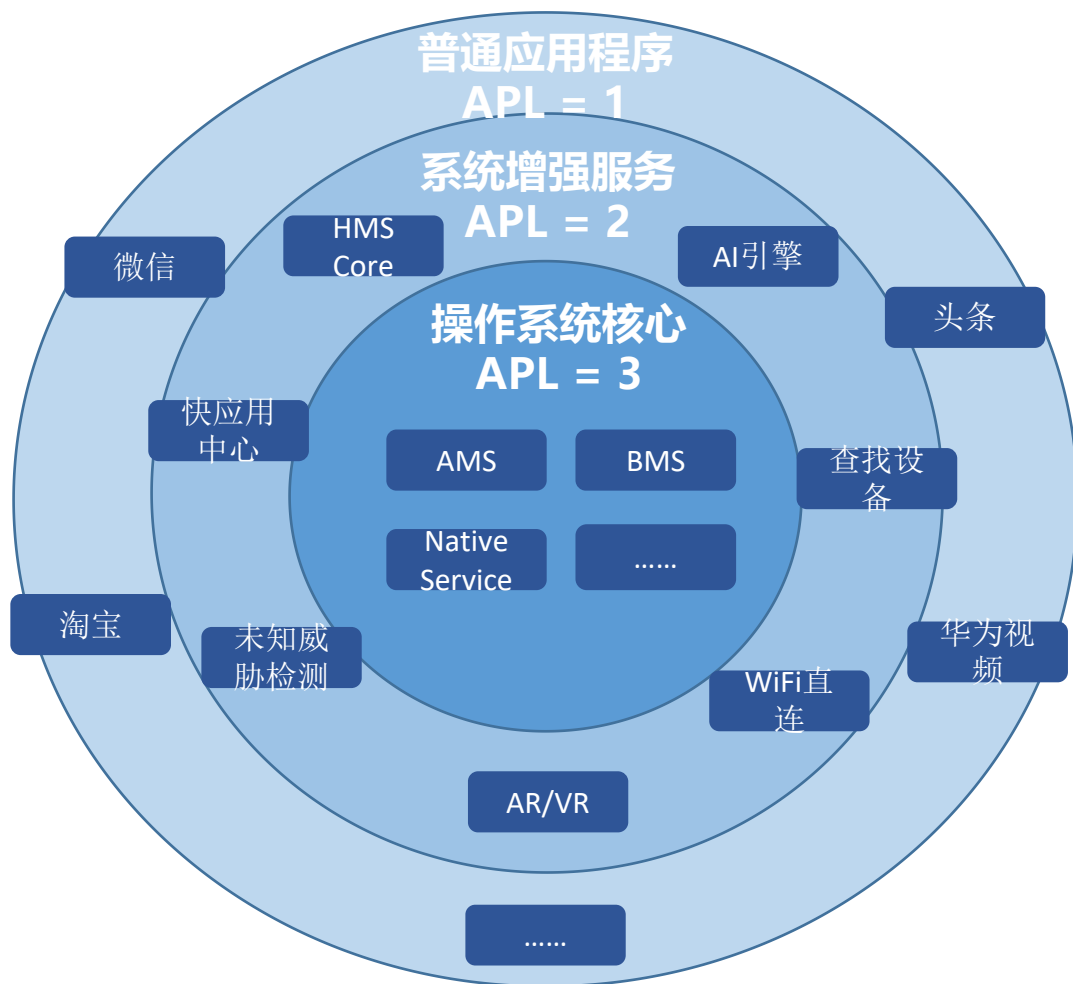 普通应用程序
APL = 1
系统增强服务
APL = 2
HMS
Core
AI引擎
微信
头条
操作系统核心
APL = 3
快应用
中心
AMS
BMS
查找设
备
Native
Service
……
淘宝
未知威
胁检测
华为视
频
WiFi直
连
AR/VR
……